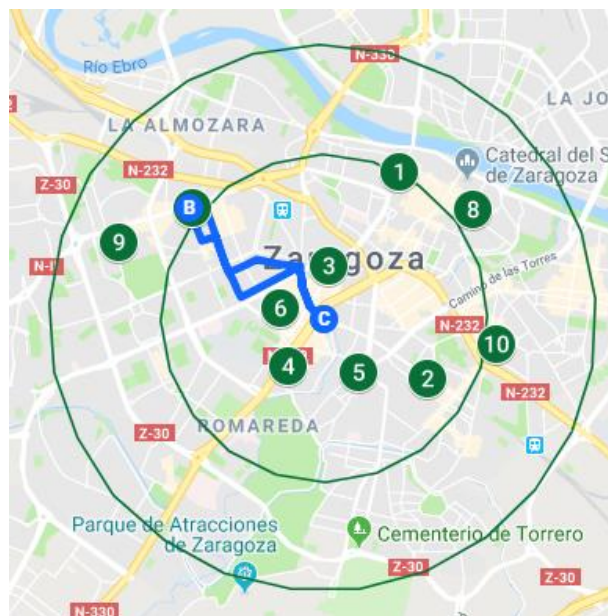 N-330
Río Ebro
LA JO
LA ALMOZARA
1
Catedral del S
de Zaragoza
N-232
Z-30
B
8
9
Zaragoza
3
N-II
Camino de las Torres
6
C
N-232
10
4
5
2
N-232
ROMAREDA
Z-30
Parque de Atracciones
de Zaragoza
Cementerio de Torrero
Z-30
N-330